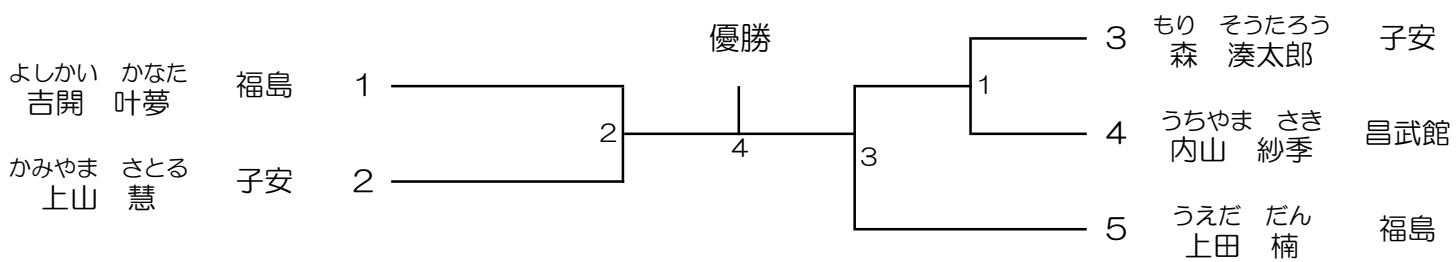 優勝
よしかい　かなた
吉開　叶夢　福島　1
かみやま　さとる
上山　慧　子安　2
2
4
3
1
もり　そうたろう
3　森　湊太郎　子安
うちやま　さき
4　内山　紗季　昌武館
うえだ　だん
5　上田　楠　福島